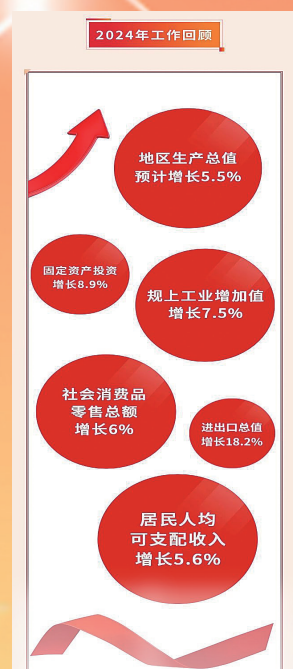 2024年工作回顾
地区生产总值
预计增长5.5%
固定资产投资
增长8.9%
规上工业增加值
增长7.5%
社会消费品
零售总额
增长6%
进出口总值
增长18.2%
居民人均
可支配收入
增长5.6%